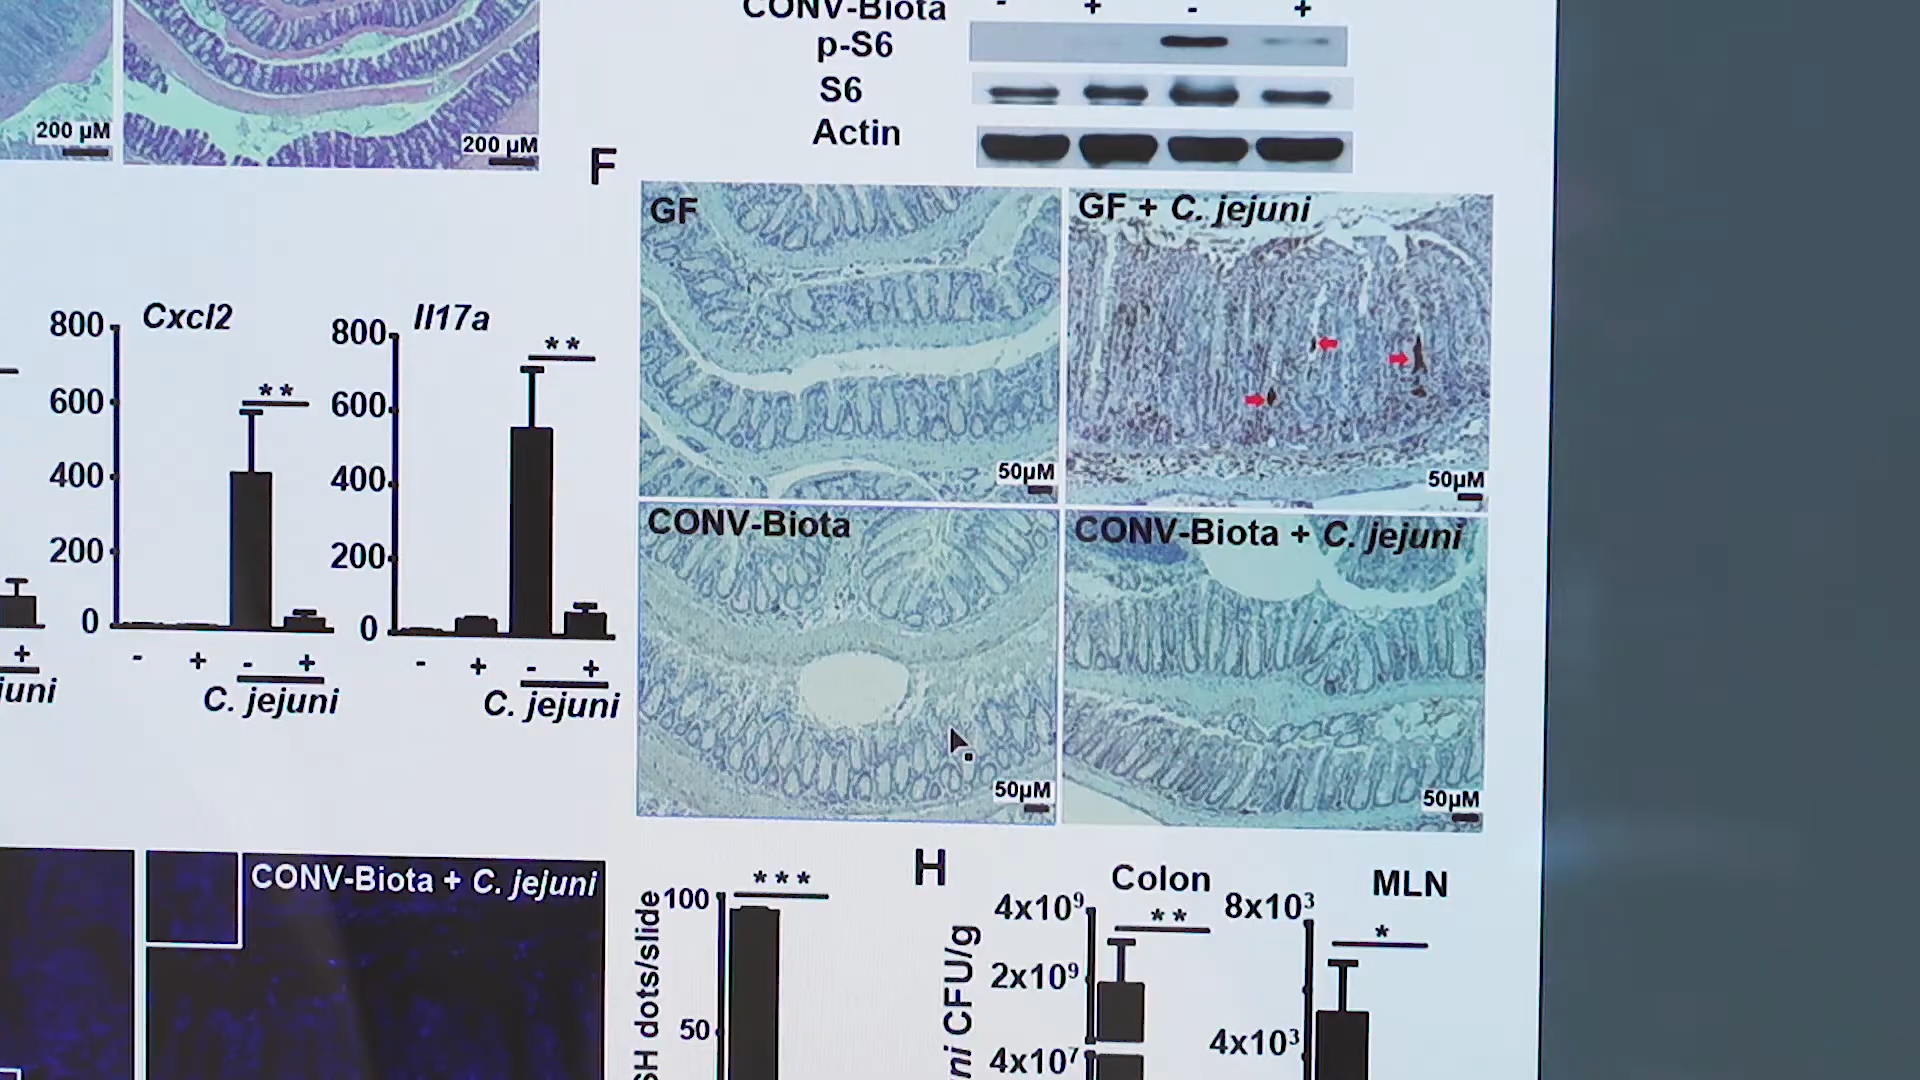 CONV-Biota - + - +
p-S6
S6
Actin
200 µM
200 µM
F
GF
50µM
GF + C. jejuni
50µM
CONV-Biota
50µM
CONV-Biota + C. jejuni
50µM
Cxcl2
800
600
400
200
0
**
- + - +
C. jejuni
Il17a
800
600
400
200
0
**
- + - +
C. jejuni
+
CONV-Biota + C. jejuni
dots/slide
100
50
***
H
CFU/g
Colon
4x10⁹
2x10⁹
4x10⁷
**
MLN
8x10³
4x10³
*